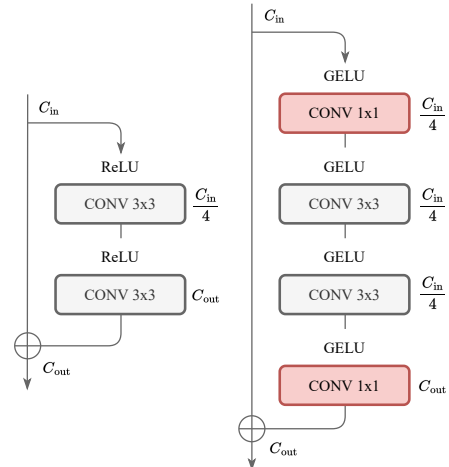 C_in
ReLU
CONV 3x3
C_in/4
ReLU
CONV 3x3
C_out
C_out
C_in
GELU
CONV 1x1
C_in/4
GELU
CONV 3x3
C_in/4
GELU
CONV 3x3
C_in/4
GELU
CONV 1x1
C_out
C_out